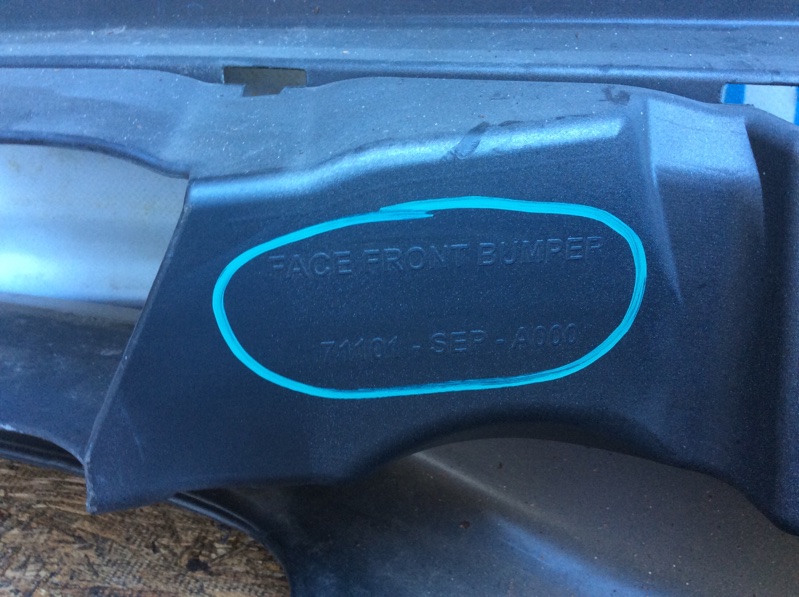 FACE FRONT BUMPER
71101 - SEP - A000